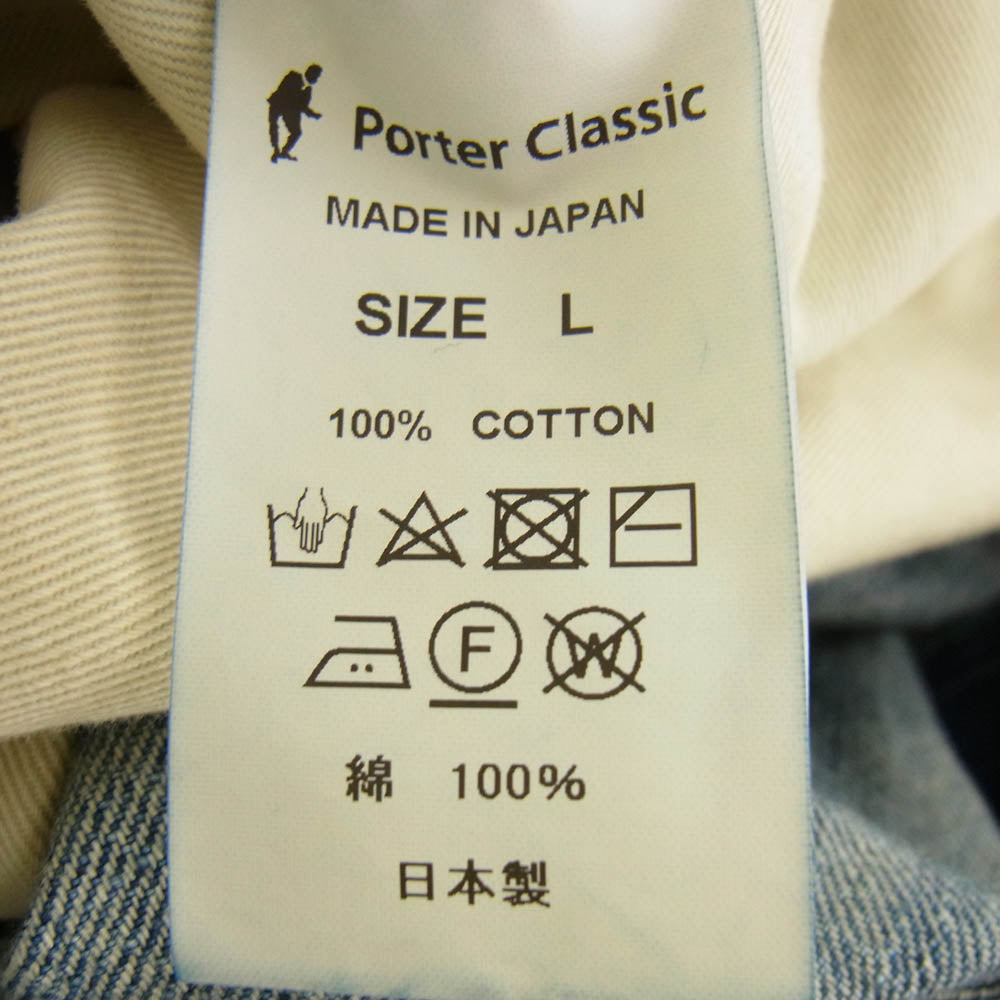 Porter Classic
MADE IN JAPAN
SIZE L
100% COTTON
F W
綿 100%
日本製